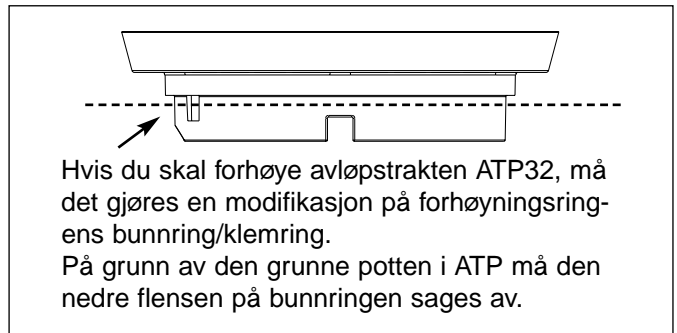 Hvis du skal forhøye avløpstrakten ATP32, må
det gjøres en modifikasjon på forhøyningsring-
ens bunnring/klemring.
På grunn av den grunne potten i ATP må den
nedre flensen på bunnringen sages av.